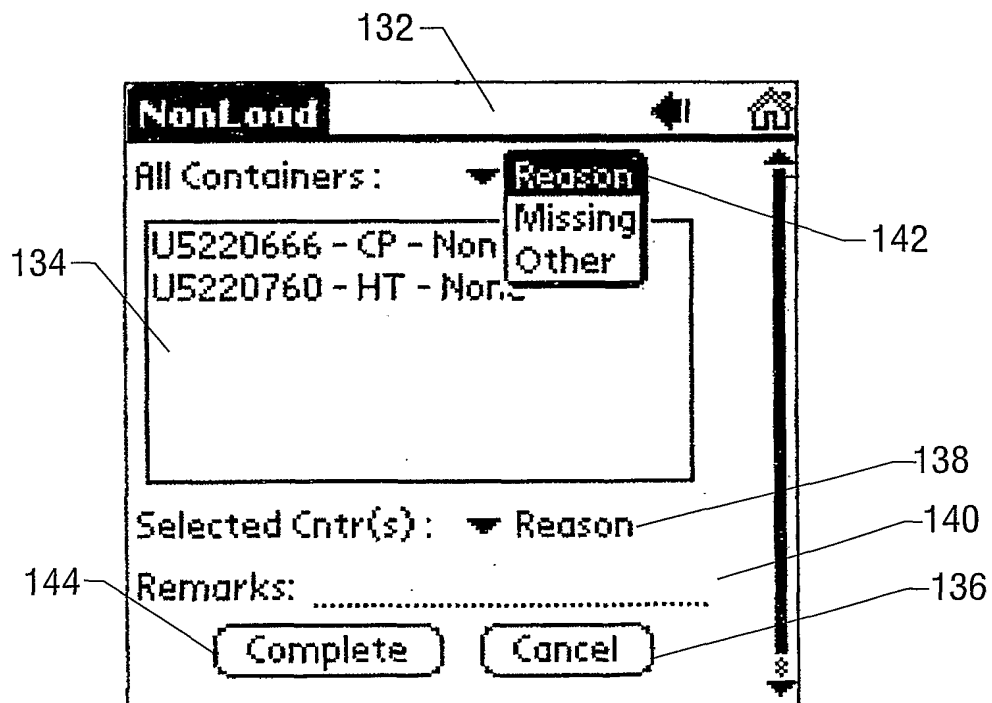 132
NonLoad
All Containers: Reason
Missing
Other
142
134
U5220666 - CP - Non
U5220760 - HT - None
138
Selected Cntr(s): Reason
140
144
Remarks:
136
Complete Cancel